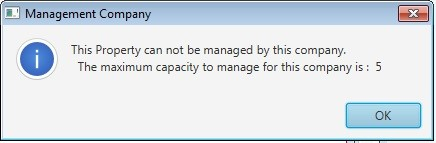 Management Company
This Property can not be managed by this company.
The maximum capacity to manage for this company is : 5
OK